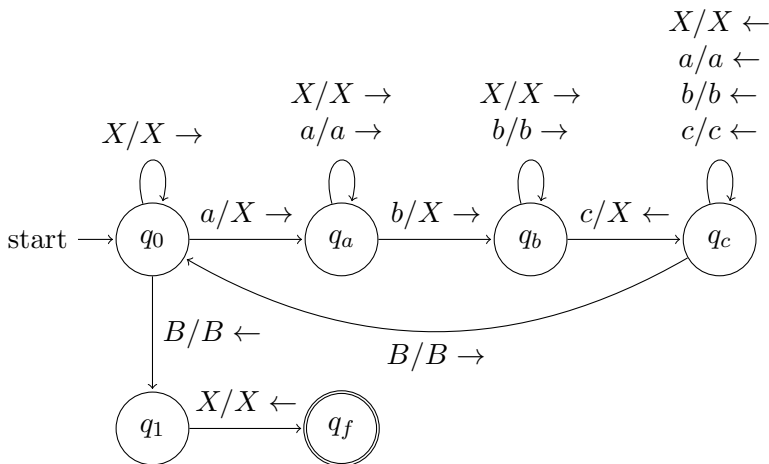 X/X ←
a/a ←
b/b ←
c/c ←
X/X →
a/a →
X/X →
b/b →
X/X →
start
q0
a/X →
qa
b/X →
qb
c/X ←
qc
B/B ←
B/B →
q1
X/X ←
qf